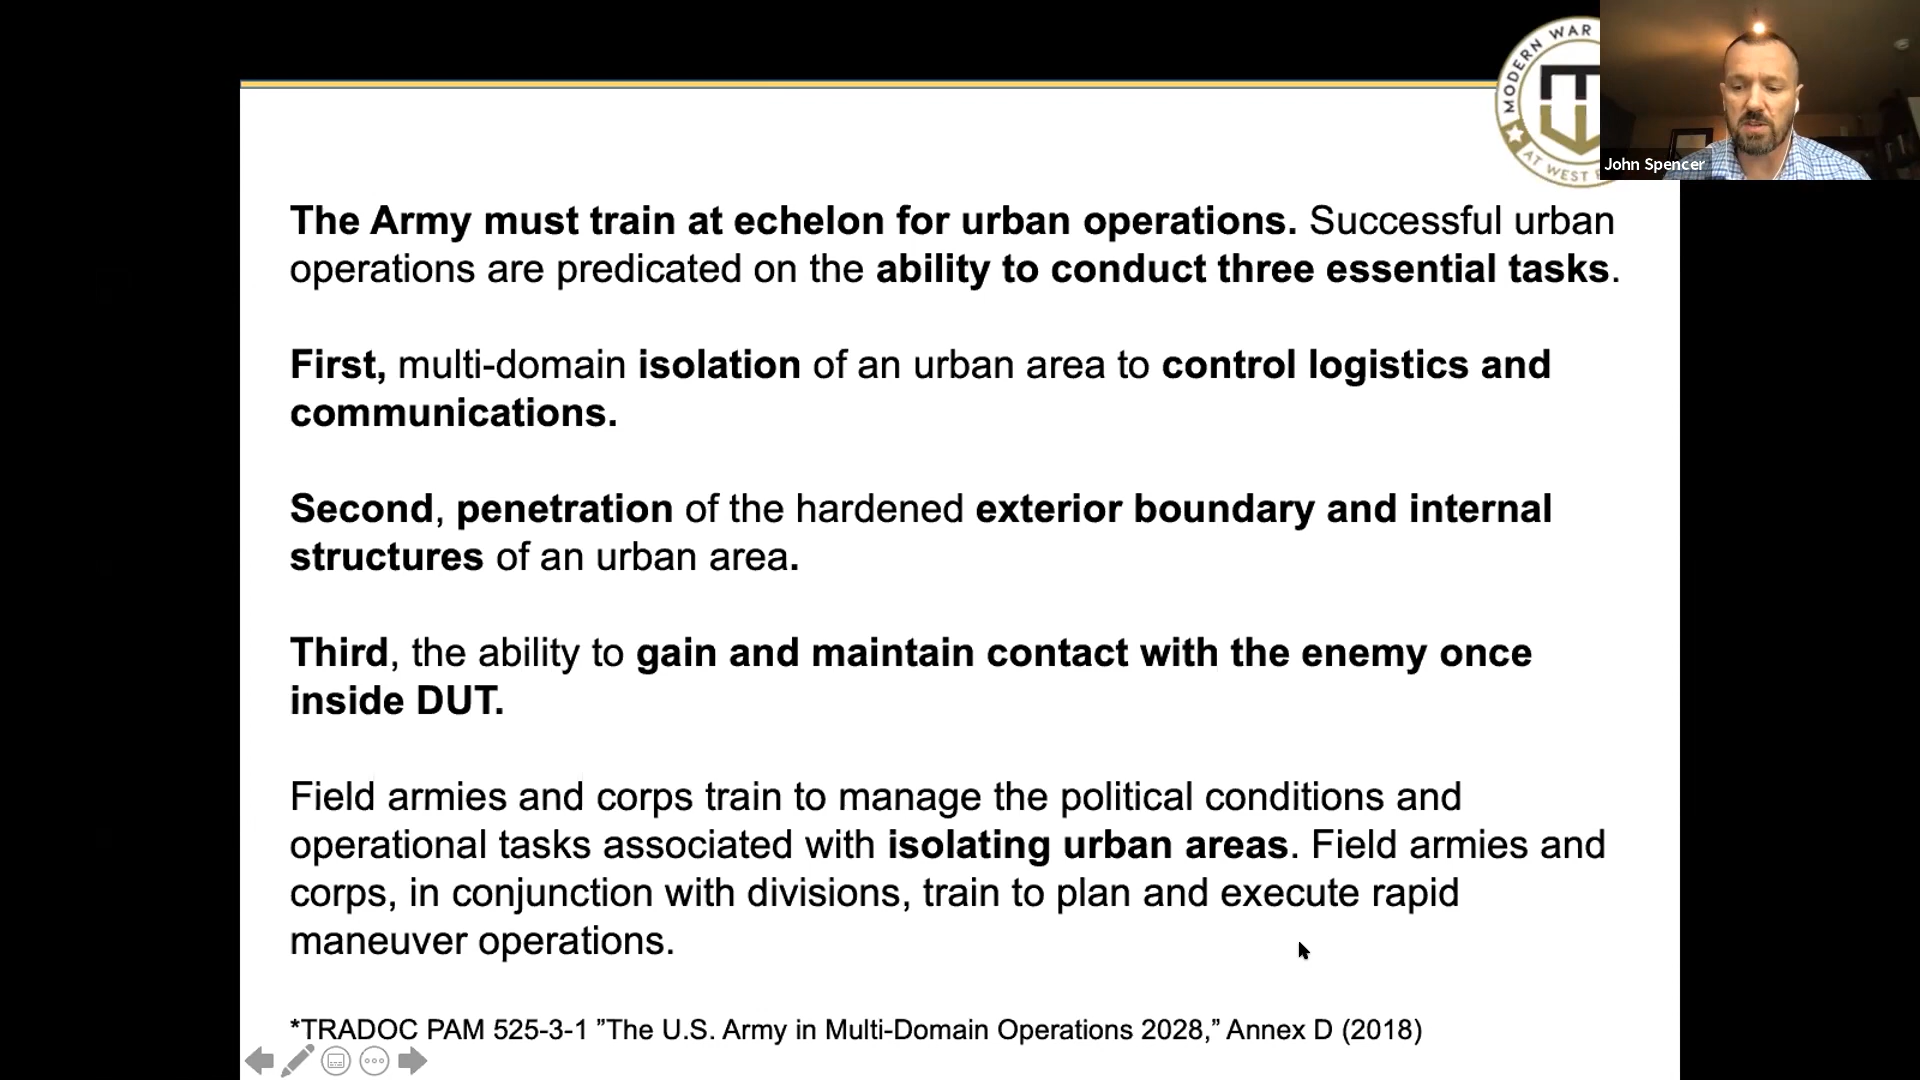 MODERN WAR
AT WEST
John Spencer
The Army must train at echelon for urban operations. Successful urban
operations are predicated on the ability to conduct three essential tasks.
First, multi-domain isolation of an urban area to control logistics and
communications.
Second, penetration of the hardened exterior boundary and internal
structures of an urban area.
Third, the ability to gain and maintain contact with the enemy once
inside DUT.
Field armies and corps train to manage the political conditions and
operational tasks associated with isolating urban areas. Field armies and
corps, in conjunction with divisions, train to plan and execute rapid
maneuver operations.
*TRADOC PAM 525-3-1 ”The U.S. Army in Multi-Domain Operations 2028,” Annex D (2018)